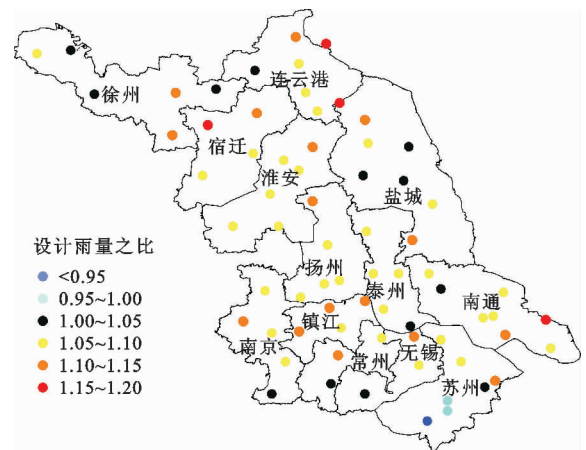 连云港
徐州
宿迁
淮安
盐城
设计雨量之比
<0.95
0.95~1.00
1.00~1.05
1.05~1.10
1.10~1.15
1.15~1.20
扬州
泰州
南通
镇江
南京
常州
无锡
苏州